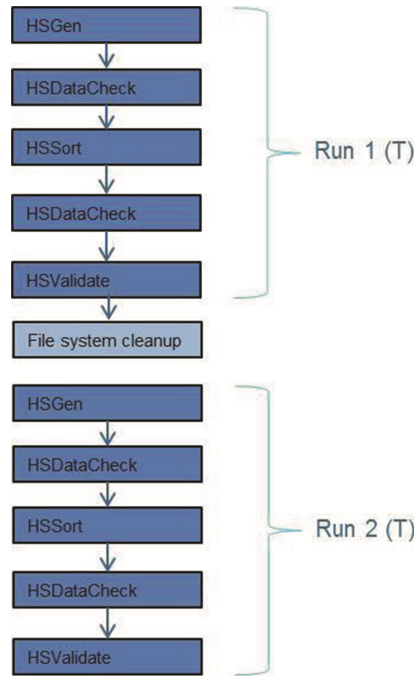 HSGen
HSDataCheck
HSSort
HSDataCheck
HSValidate
Run 1 (T)
File system cleanup
HSGen
HSDataCheck
HSSort
HSDataCheck
HSValidate
Run 2 (T)